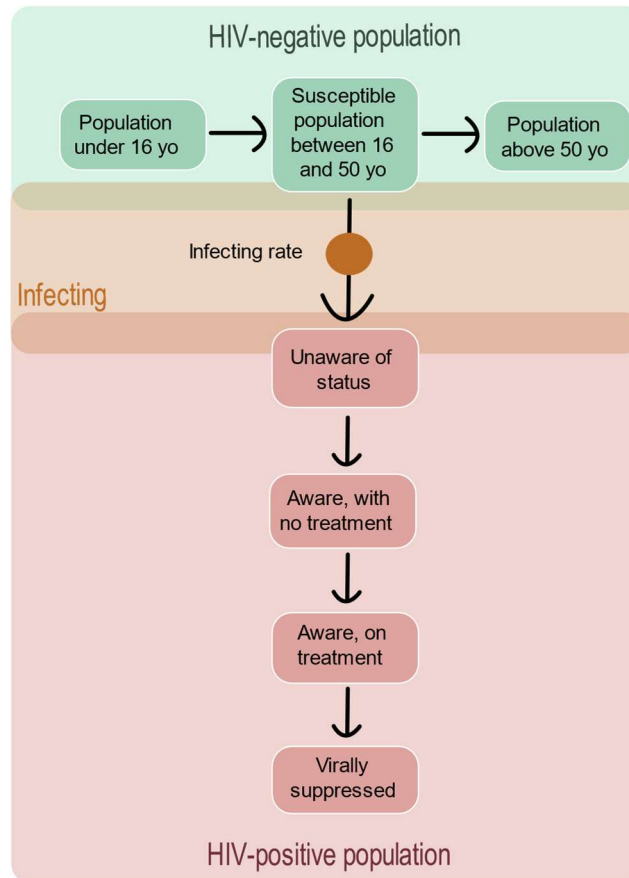 HIV-negative population
Population
under 16 yo
Susceptible
population
between 16
and 50 yo
Population
above 50 yo
Infecting rate
Infecting
Unaware of
status
Aware, with
no treatment
Aware, on
treatment
Virally
suppressed
HIV-positive population